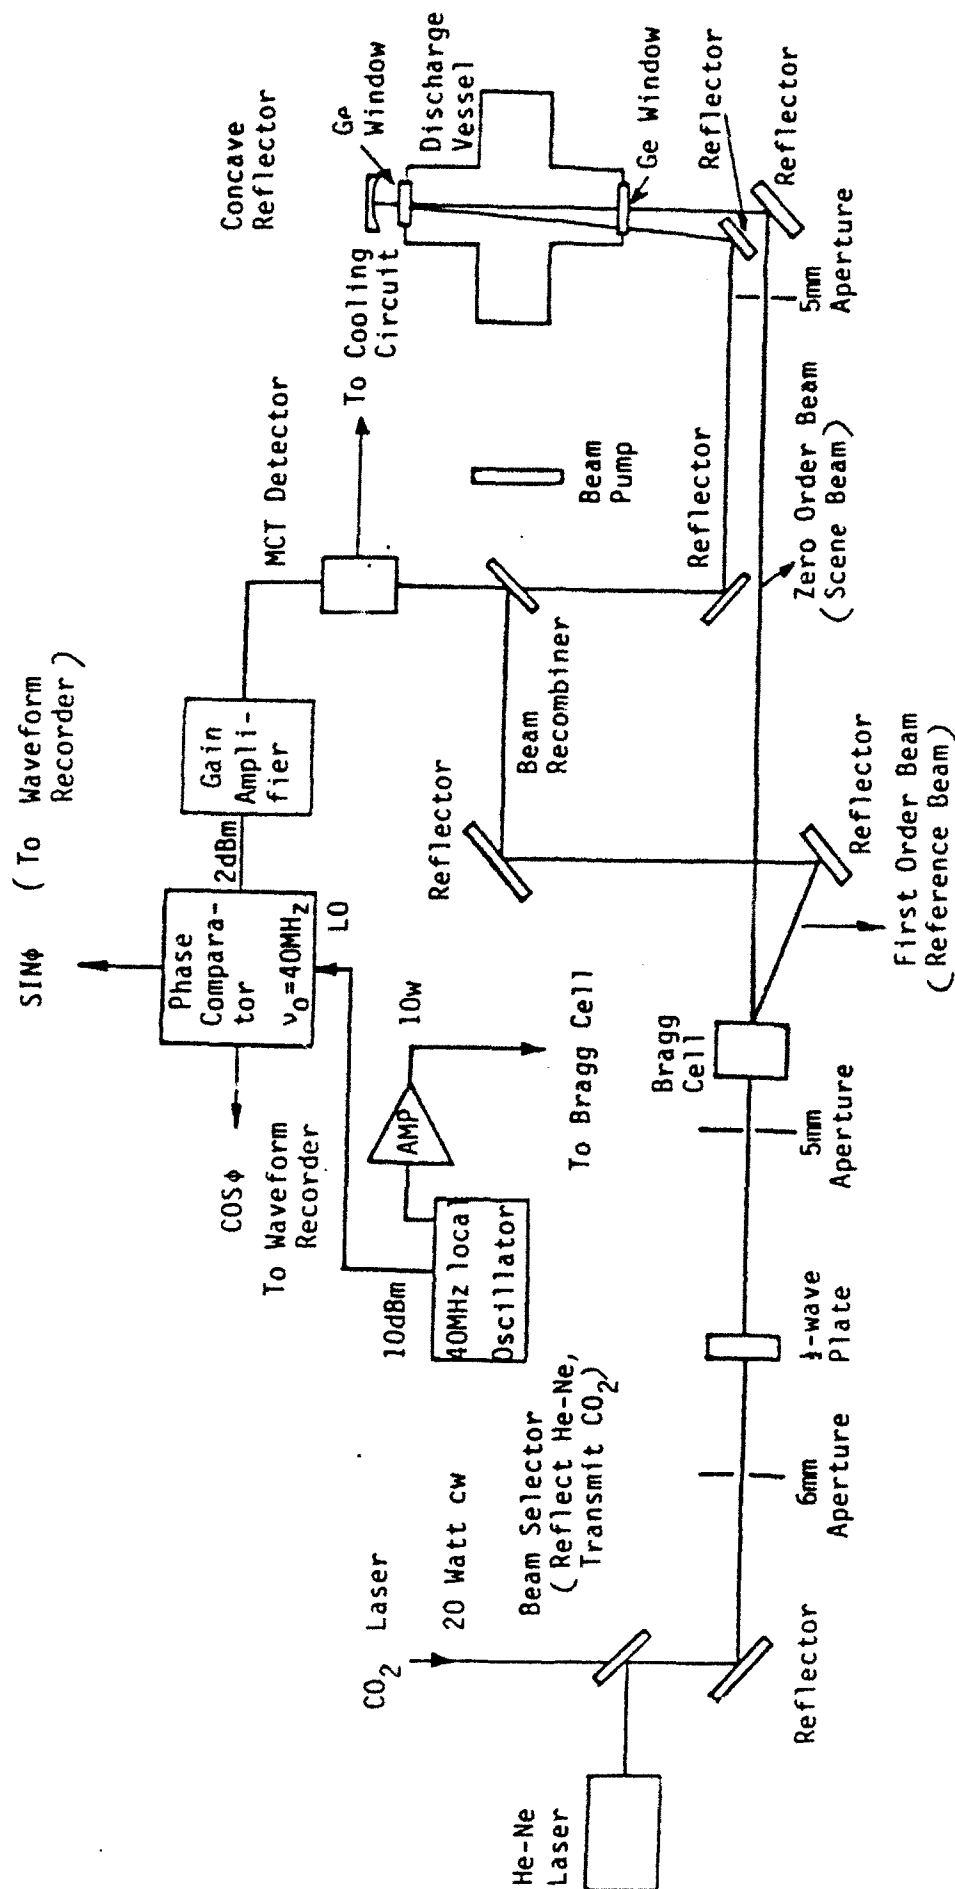 SINφ ( To Waveform
Recorder )
COSφ
To Waveform
Recorder
Phase
Compara-
tor
ν₀=40MHz
2dBm
Gain
Ampli-
fier
LO
MCT Detector
To Cooling
Circuit
Concave
Reflector
Ge
Window
Discharge
Vessel
Ge Window
Reflector
Reflector
5mm
Aperture
Beam
Pump
Reflector
Zero Order Beam
( Scene Beam )
Beam
Recombiner
Reflector
Reflector
First Order Beam
( Reference Beam )
10dBm
40MHz local
Oscillator
AMP
10w
To Bragg Cell
Bragg
Cell
5mm
Aperture
½-wave
Plate
6mm
Aperture
CO₂ Laser
20 Watt cw
Beam Selector
( Reflect He-Ne,
Transmit CO₂ )
Reflector
He-Ne
Laser